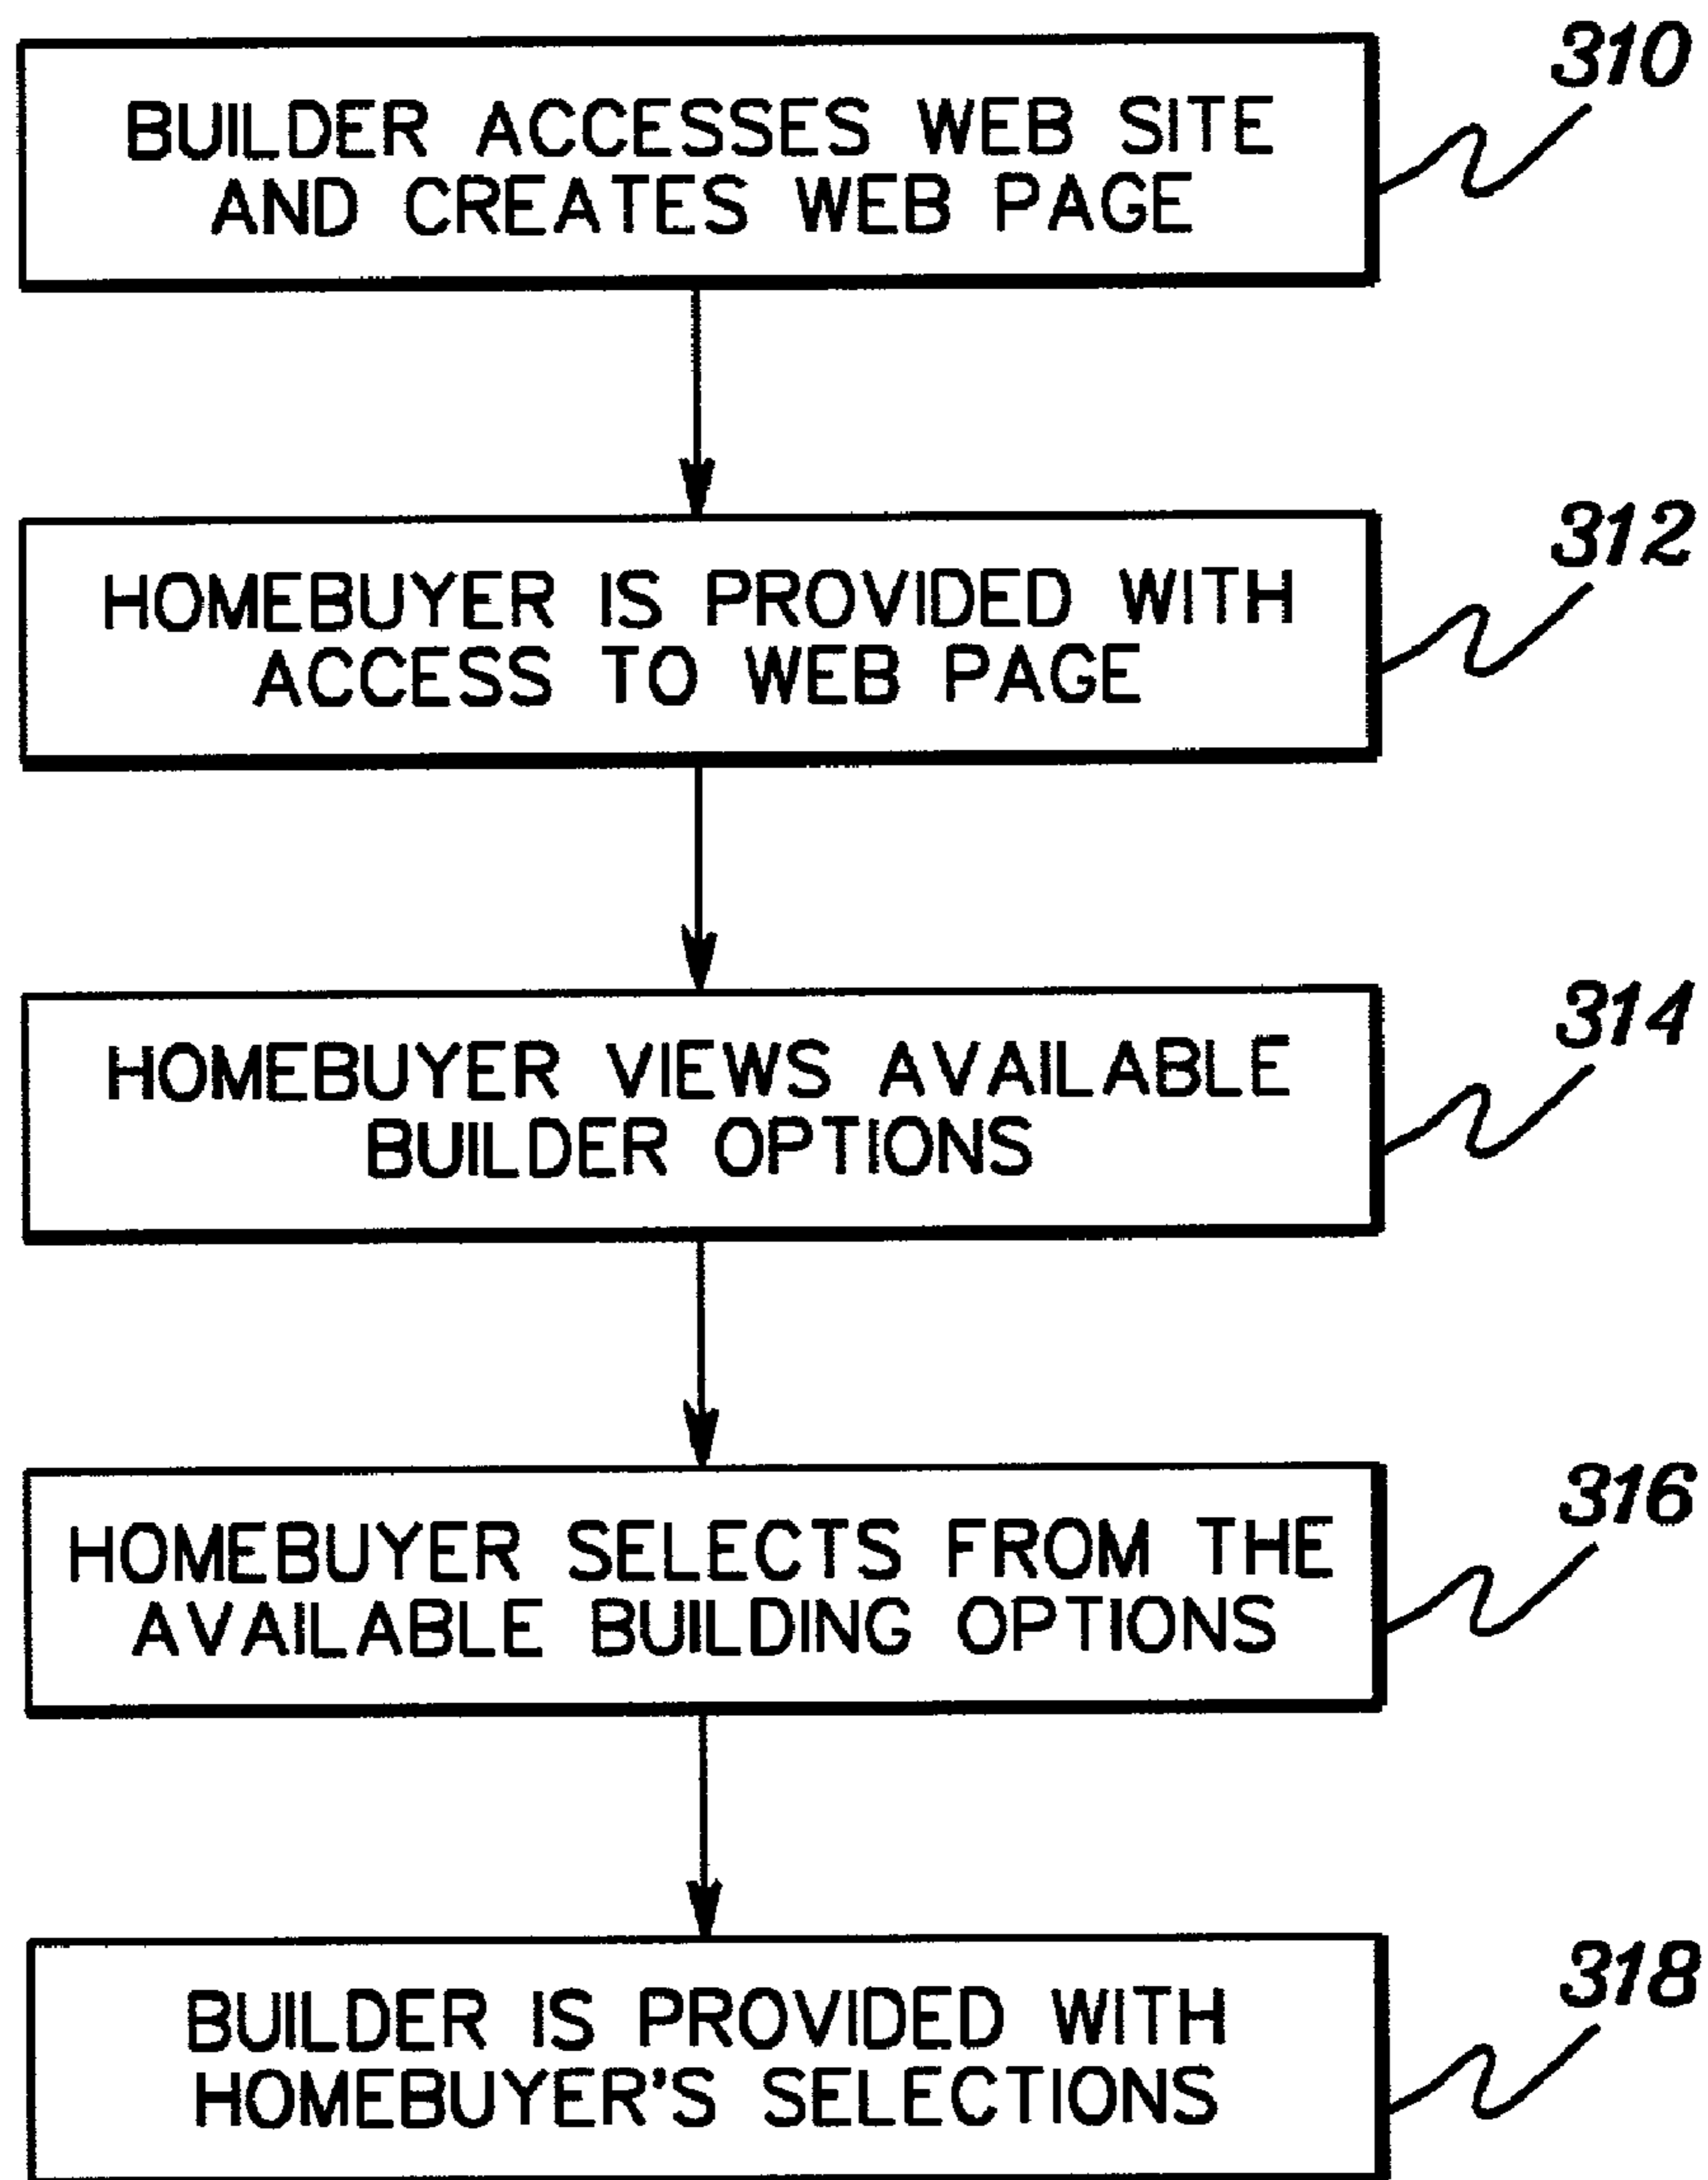 310
BUILDER ACCESSES WEB SITE
AND CREATES WEB PAGE
312
HOMEBUYER IS PROVIDED WITH
ACCESS TO WEB PAGE
314
HOMEBUYER VIEWS AVAILABLE
BUILDER OPTIONS
316
HOMEBUYER SELECTS FROM THE
AVAILABLE BUILDING OPTIONS
318
BUILDER IS PROVIDED WITH
HOMEBUYER'S SELECTIONS